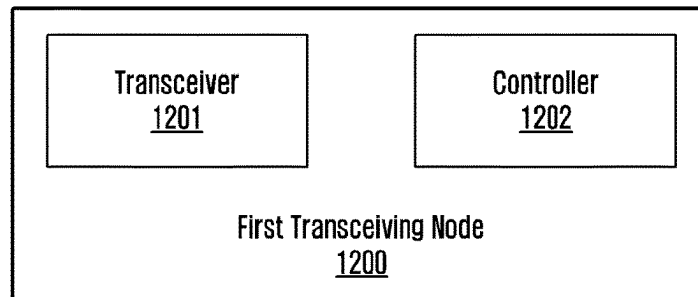 Transceiver
1201
Controller
1202
First Transceiving Node
1200